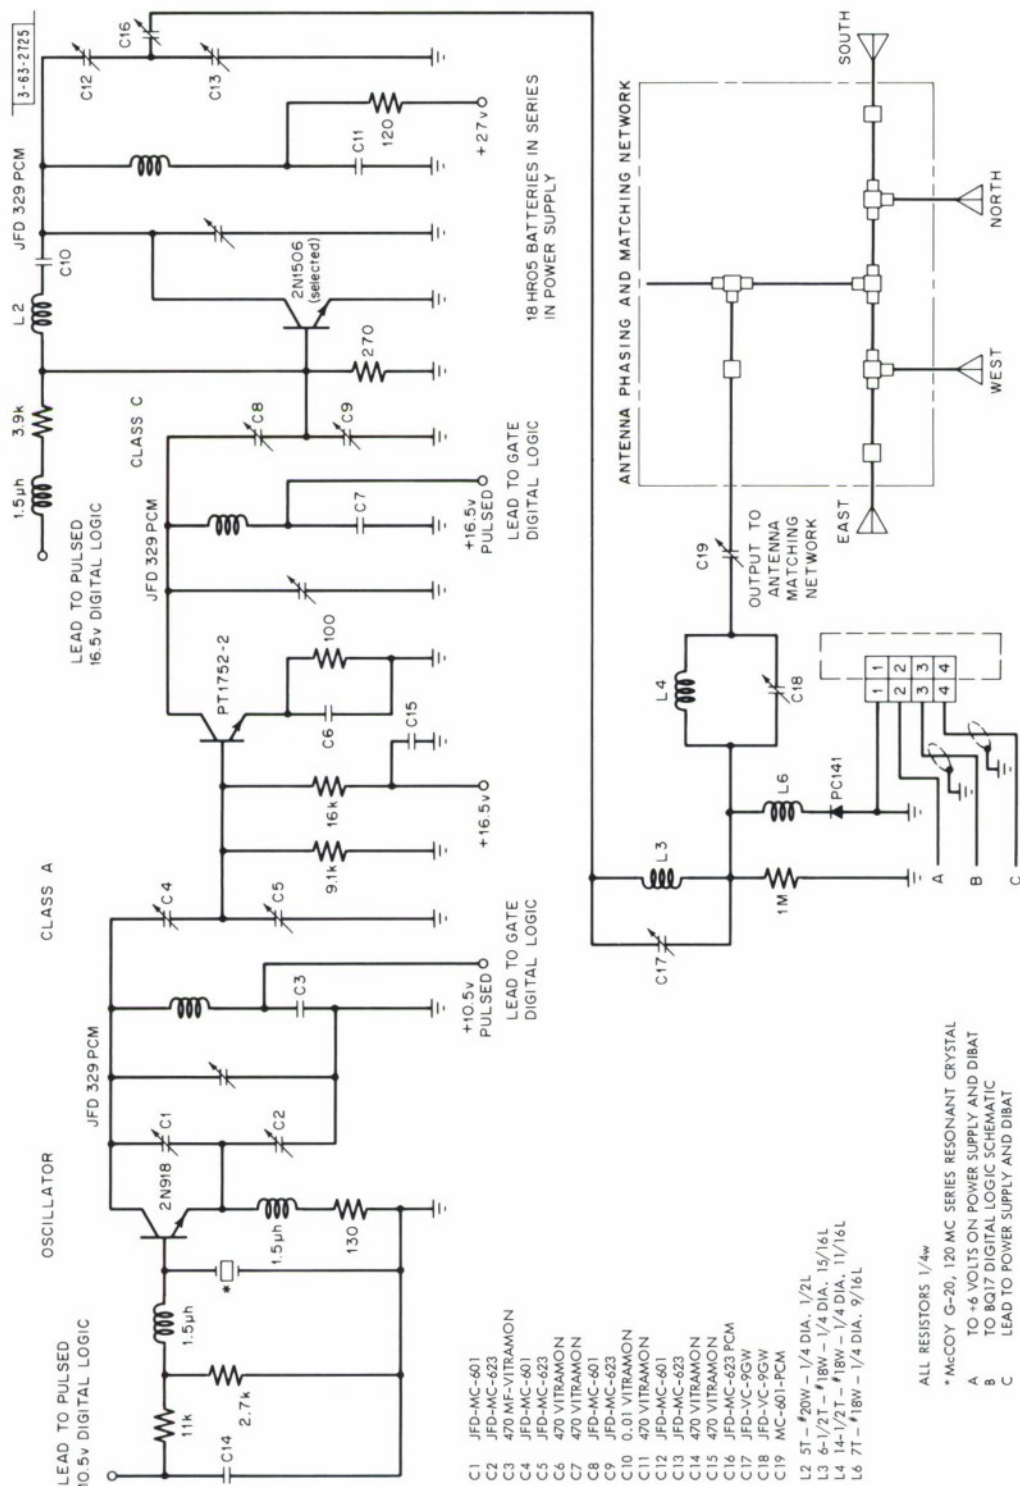 3-63-2725
LEAD TO PULSED
10.5v DIGITAL LOGIC
OSCILLATOR
CLASS A
LEAD TO PULSED
16.5v DIGITAL LOGIC
CLASS C
11k
C14
2.7k
1.5μh
*
2N918
1.5μh
130
C1
C2
JFD 329 PCM
C3
+10.5v
PULSED
LEAD TO GATE
DIGITAL LOGIC
C4
C5
9.1k
16k
+16.5v
C15
PT1752-2
C6
100
JFD 329 PCM
C7
+16.5v
PULSED
LEAD TO GATE
DIGITAL LOGIC
C8
C9
1.5μh
3.9k
L2
C10
270
2N1506
(selected)
JFD 329 PCM
C11
120
+27v
C12
C13
C16
18 HR05 BATTERIES IN SERIES
IN POWER SUPPLY
C17
L3
1M
L6
PC141
L4
C18
C19
OUTPUT TO
ANTENNA
MATCHING
NETWORK
ANTENNA PHASING AND MATCHING NETWORK
EAST
WEST
NORTH
SOUTH
1 1
2 2
3 3
4 4
A
B
C
C1 JFD-MC-601
C2 JFD-MC-623
C3 470 MF-VITRAMON
C4 JFD-MC-601
C5 JFD-MC-623
C6 470 VITRAMON
C7 470 VITRAMON
C8 JFD-MC-601
C9 JFD-MC-623
C10 0.01 VITRAMON
C11 470 VITRAMON
C12 JFD-MC-601
C13 JFD-MC-623
C14 470 VITRAMON
C15 470 VITRAMON
C16 JFD-MC-623 PCM
C17 JFD-VC-9GW
C18 JFD-VC-9GW
C19 MC-601-PCM
L2 5T – #20W – 1/4 DIA. 1/2L
L3 6-1/2T – #18W – 1/4 DIA. 15/16L
L4 14-1/2T – #18W – 1/4 DIA. 11/16L
L6 7T – #18W – 1/4 DIA. 9/16L
ALL RESISTORS 1/4w
* McCOY G-20, 120 MC SERIES RESONANT CRYSTAL
A TO +6 VOLTS ON POWER SUPPLY AND DIBAT
B TO BQ17 DIGITAL LOGIC SCHEMATIC
C LEAD TO POWER SUPPLY AND DIBAT